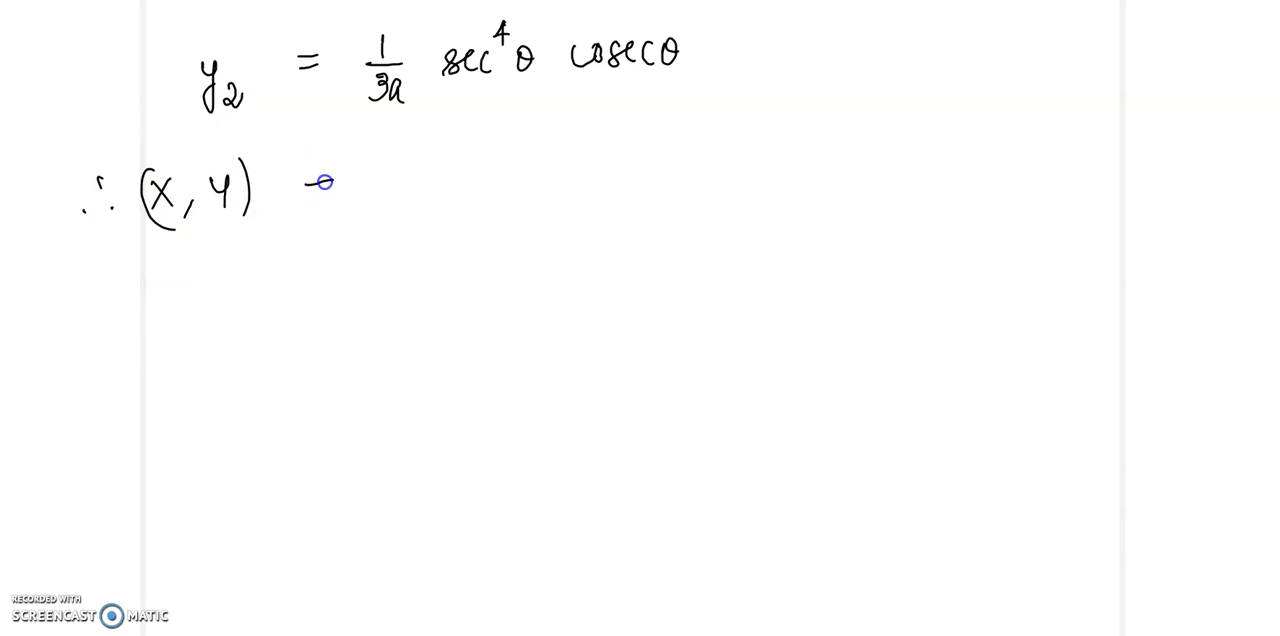 y₂ = 1/3a sec⁴θ cosecθ
∴ (X, Y) -
RECORDED WITH
SCREENCAST MATIC